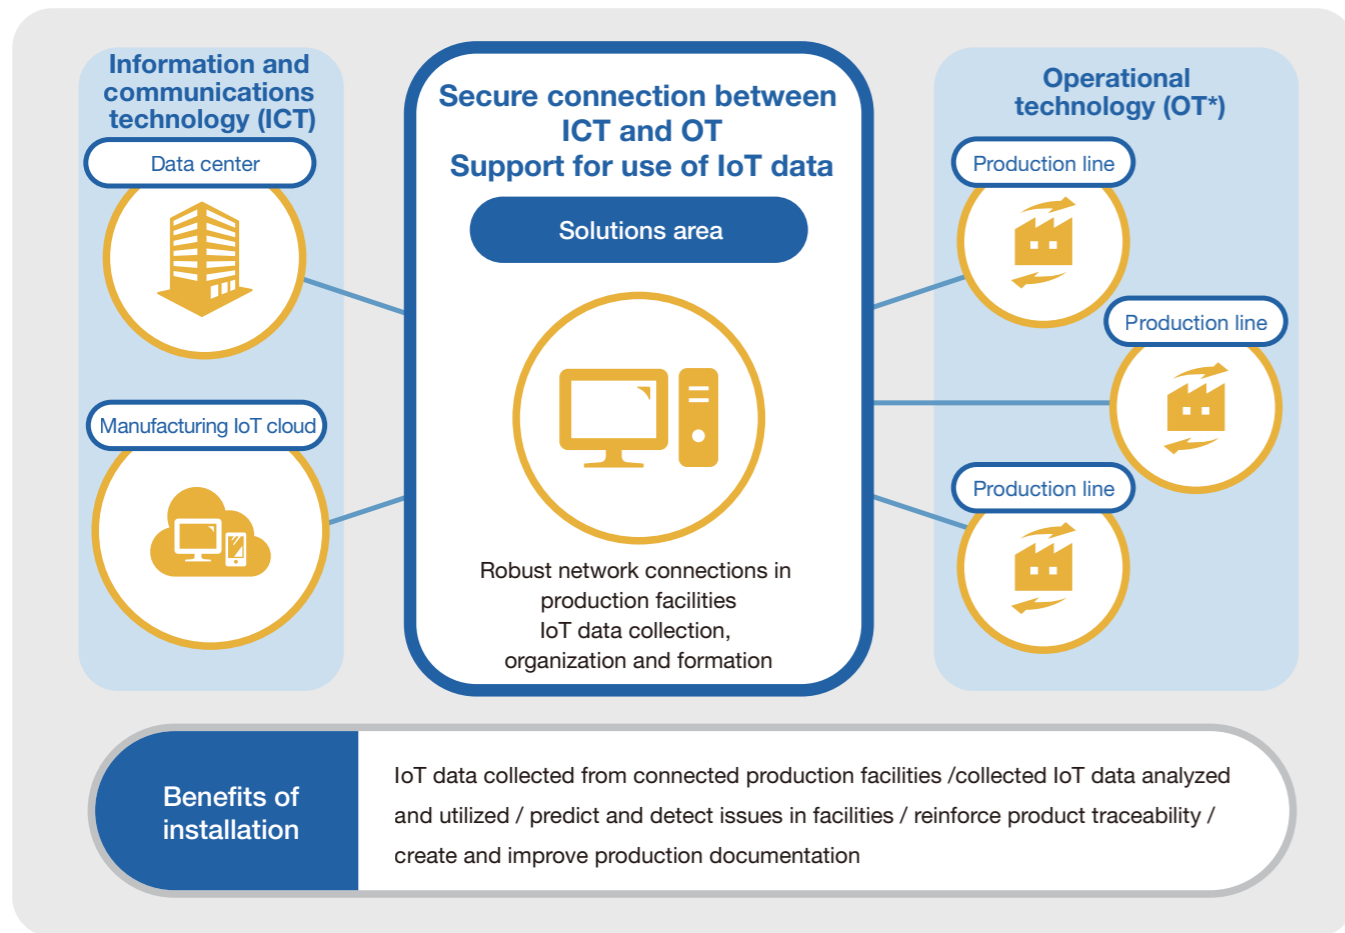 Information and
communications
technology (ICT)
Data center
Manufacturing IoT cloud
Secure connection between
ICT and OT
Support for use of IoT data
Solutions area
Robust network connections in
production facilities
IoT data collection,
organization and formation
Operational
technology (OT*)
Production line
Production line
Production line
Benefits of
installation
IoT data collected from connected production facilities /collected IoT data analyzed
and utilized / predict and detect issues in facilities / reinforce product traceability /
create and improve production documentation